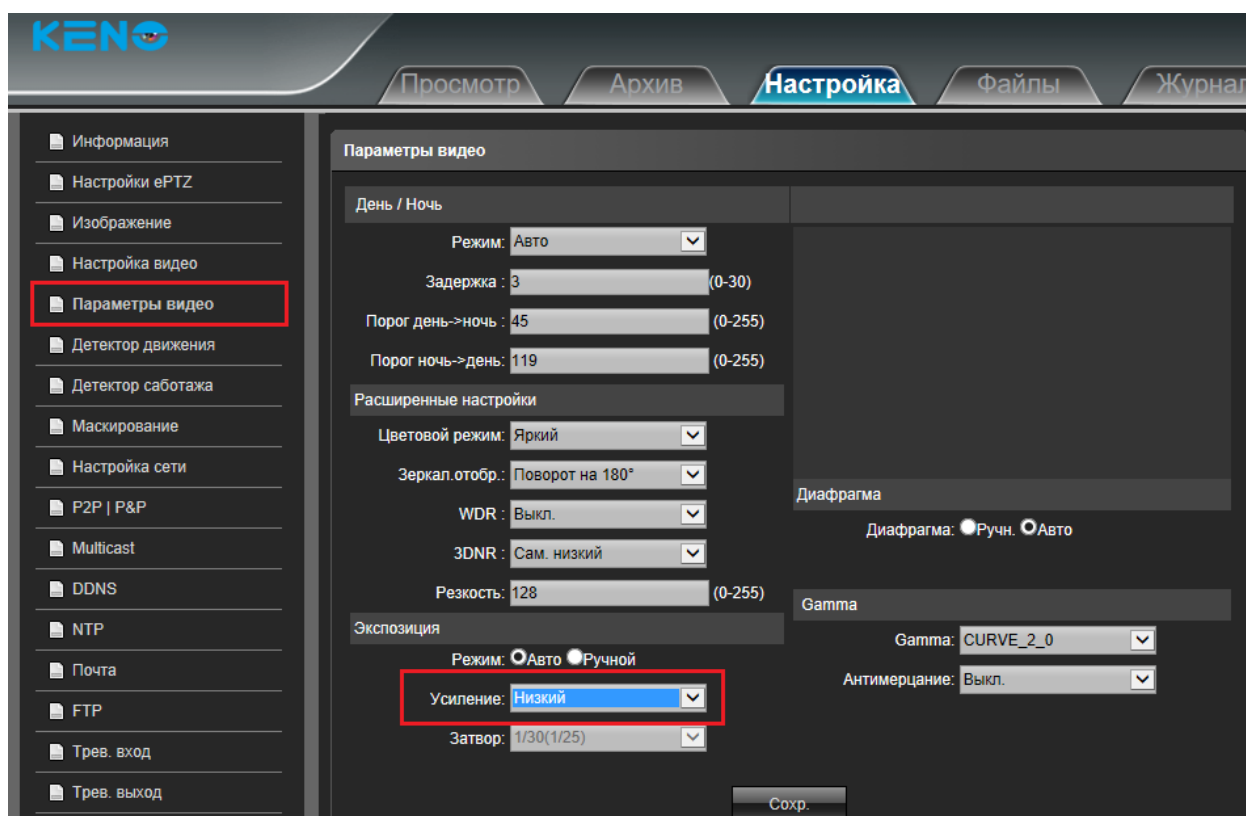 KENO
Просмотр Архив Настройка Файлы Журнал
Информация
Настройки ePTZ
Изображение
Настройка видео
Параметры видео
Детектор движения
Детектор саботажа
Маскирование
Настройка сети
P2P | P&P
Multicast
DDNS
NTP
Почта
FTP
Трев. вход
Трев. выход
Параметры видео
День / Ночь
Режим: Авто
Задержка : 3 (0-30)
Порог день->ночь : 45 (0-255)
Порог ночь->день: 119 (0-255)
Расширенные настройки
Цветовой режим: Яркий
Зеркал.отобр.: Поворот на 180°
WDR : Выкл.
3DNR : Сам. низкий
Резкость: 128 (0-255)
Экспозиция
Режим: Авто Ручной
Усиление: Низкий
Затвор: 1/30(1/25)
Диафрагма
Диафрагма: Ручн. Авто
Gamma
Gamma: CURVE_2_0
Антимерцание: Выкл.
Сохр.